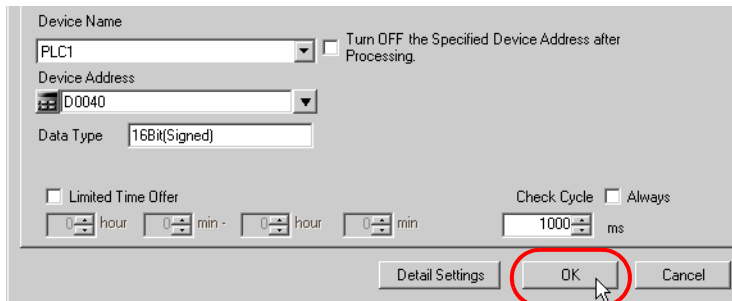 Device Name
PLC1
Turn OFF the Specified Device Address after
Processing.
Device Address
D0040
Data Type 16Bit(Signed)
Limited Time Offer
Check Cycle Always
0 hour 0 min - 0 hour 0 min
1000 ms
Detail Settings OK Cancel